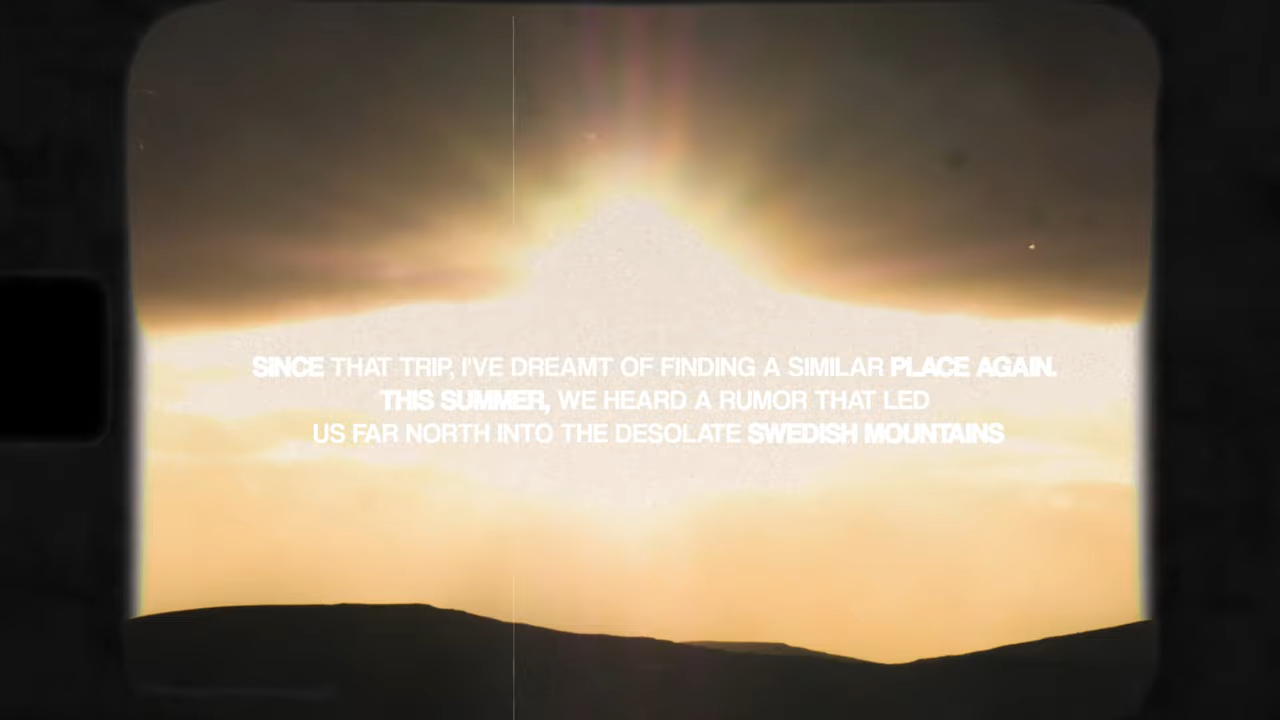 SINCE THAT TRIP, I'VE DREAMT OF FINDING A SIMILAR PLACE AGAIN.
THIS SUMMER, WE HEARD A RUMOR THAT LED
US FAR NORTH INTO THE DESOLATE SWEDISH MOUNTAINS